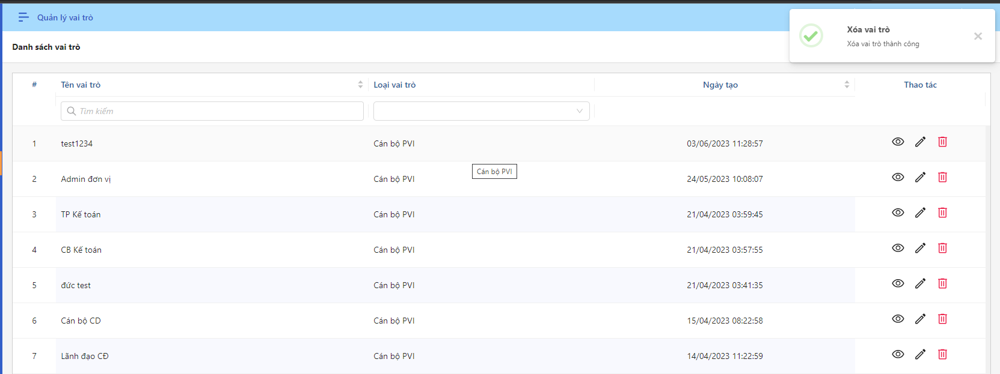 Quản lý vai trò
Xóa vai trò
Xóa vai trò thành công
Danh sách vai trò
# Tên vai trò Loại vai trò Ngày tạo Thao tác
Tìm kiếm
1 test1234 Cán bộ PVI 03/06/2023 11:28:57
Cán bộ PVI
2 Admin đơn vị Cán bộ PVI 24/05/2023 10:08:07
3 TP Kế toán Cán bộ PVI 21/04/2023 03:59:45
4 CB Kế toán Cán bộ PVI 21/04/2023 03:57:55
5 đức test Cán bộ PVI 21/04/2023 03:41:35
6 Cán bộ CD Cán bộ PVI 15/04/2023 08:22:58
7 Lãnh đạo CĐ Cán bộ PVI 14/04/2023 11:22:59